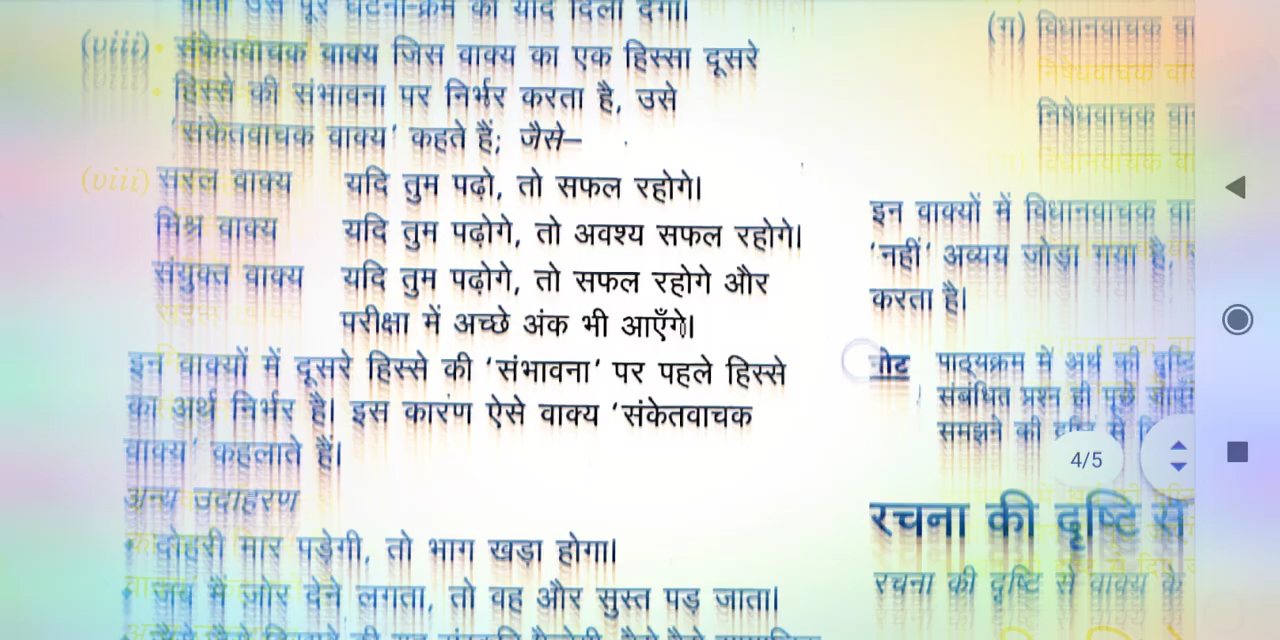 (viii) संकेतवाचक वाक्य जिस वाक्य का एक हिस्सा दूसरे
हिस्से की संभावना पर निर्भर करता है, उसे
'संकेतवाचक वाक्य' कहते हैं; जैसे–
सरल वाक्य यदि तुम पढ़ो, तो सफल रहोगे।
मिश्र वाक्य यदि तुम पढ़ोगे, तो अवश्य सफल रहोगे।
संयुक्त वाक्य यदि तुम पढ़ोगे, तो सफल रहोगे और
परीक्षा में अच्छे अंक भी आएँगे।
इन वाक्यों में दूसरे हिस्से की 'संभावना' पर पहले हिस्से
का अर्थ निर्भर है। इस कारण ऐसे वाक्य 'संकेतवाचक
वाक्य' कहलाते हैं।
अन्य उदाहरण
दोहरी मार पड़ेगी, तो भाग खड़ा होगा।
जब मैं ज़ोर देने लगता, तो वह और सुस्त पड़ जाता।
(ग) विधानवाचक
निषेधवाचक
इन वाक्यों में विधानवाचक
'नहीं' अव्यय जोड़ा गया है,
करता है।
नोट पाठ्यक्रम में अर्थ की दृष्टि
संबंधित प्रश्न ही पूछे
समझने की दृष्टि से
4/5
रचना की दृष्टि से
रचना की दृष्टि से वाक्य के